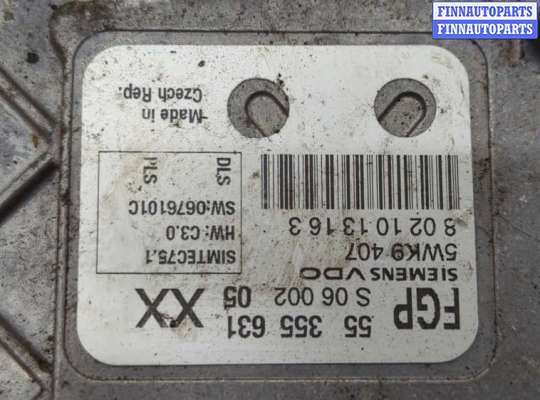 FINNAUTOPARTS
FINNAUTOPARTS
FGP 55 355 631
S 06 002 05 XX
SIEMENS VDO
5WK9 407
8 02 10 13 16 3
SIMTEC75.1
HW: C3.0
SW:0676101C
PLS DLS
Made in
Czech Rep.